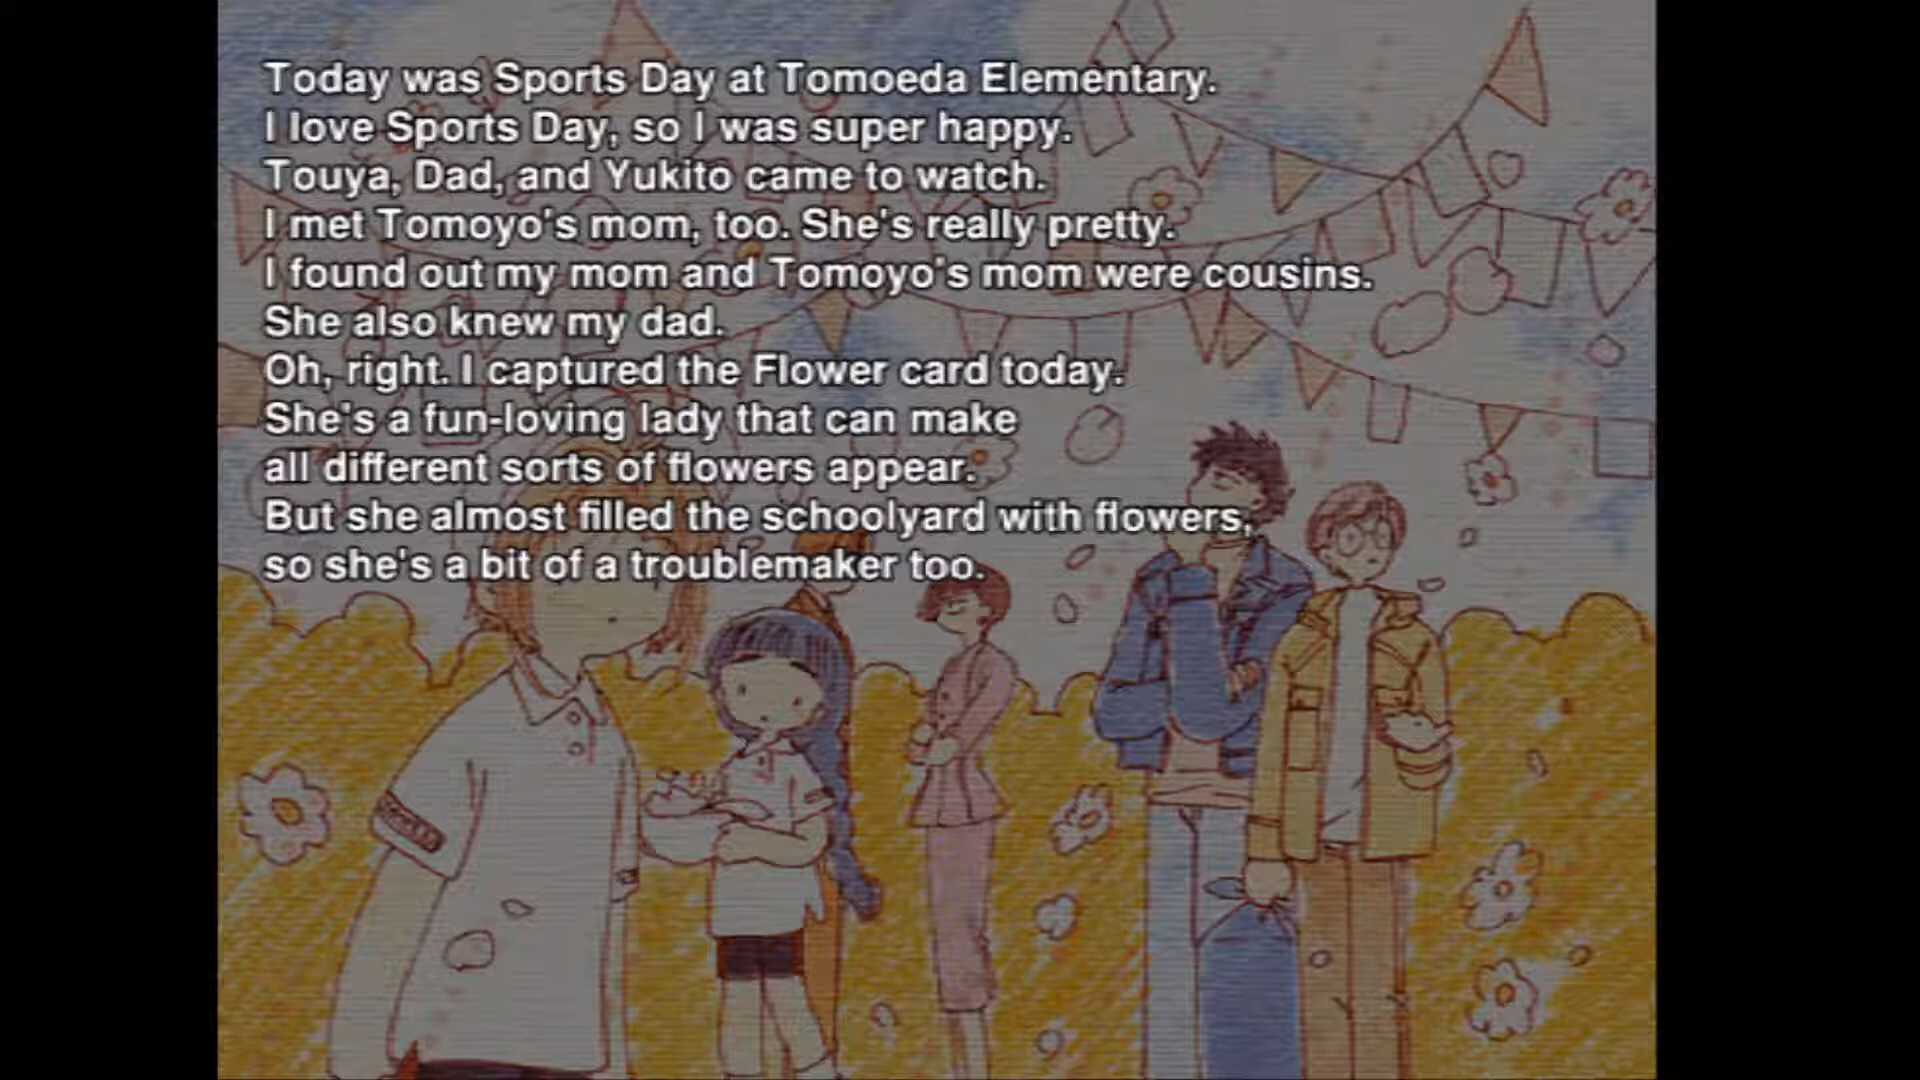 Today was Sports Day at Tomoeda Elementary.
I love Sports Day, so I was super happy.
Touya, Dad, and Yukito came to watch.
I met Tomoyo's mom, too. She's really pretty.
I found out my mom and Tomoyo's mom were cousins.
She also knew my dad.
Oh, right. I captured the Flower card today.
She's a fun-loving lady that can make
all different sorts of flowers appear.
But she almost filled the schoolyard with flowers,
so she's a bit of a troublemaker too.